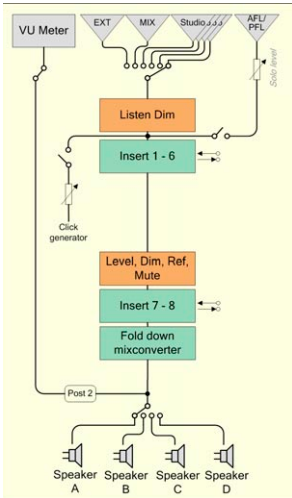 VU Meter
EXT
MIX
Studio
AFL/
PFL
Solo level
Listen Dim
Insert 1 - 6
Click
generator
Level, Dim, Ref,
Mute
Insert 7 - 8
Fold down
mixconverter
Post 2
Speaker
A
Speaker
B
Speaker
C
Speaker
D